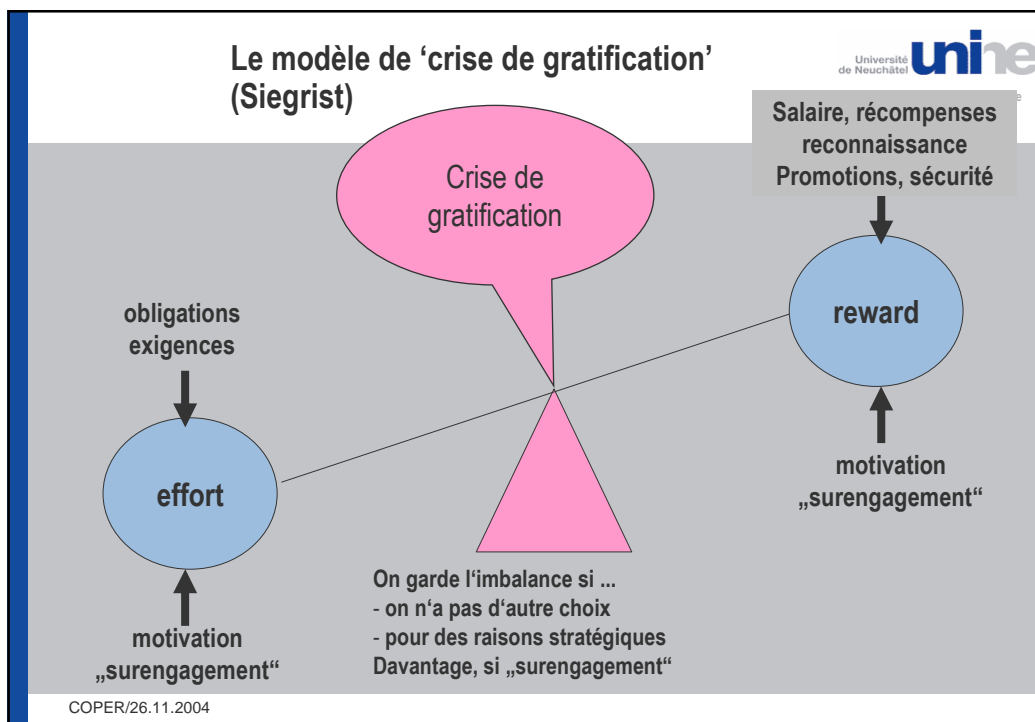 Le modèle de ‘crise de gratification’
(Siegrist)
Université
de Neuchâtel
unine
Salaire, récompenses
reconnaissance
Promotions, sécurité
Crise de
gratification
reward
obligations
exigences
effort
motivation
„surengagement“
motivation
„surengagement“
On garde l‘imbalance si ...
- on n‘a pas d‘autre choix
- pour des raisons stratégiques
Davantage, si „surengagement“
COPER/26.11.2004